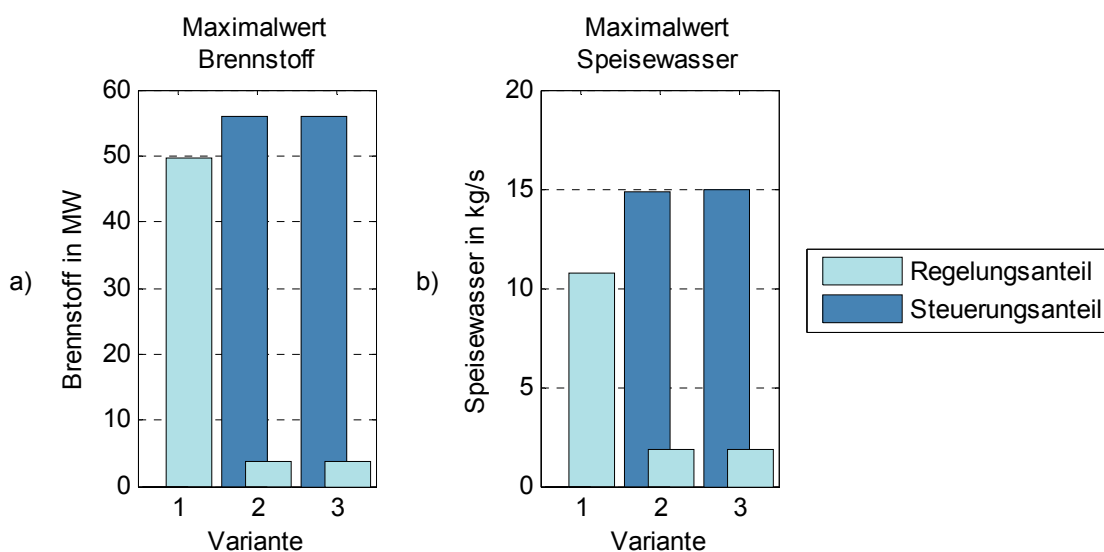 Maximalwert
Brennstoff
a)
Brennstoff in MW
60
50
40
30
20
10
0
1 2 3
Variante
Maximalwert
Speisewasser
b)
Speisewasser in kg/s
20
15
10
5
0
1 2 3
Variante
Regelungsanteil
Steuerungsanteil